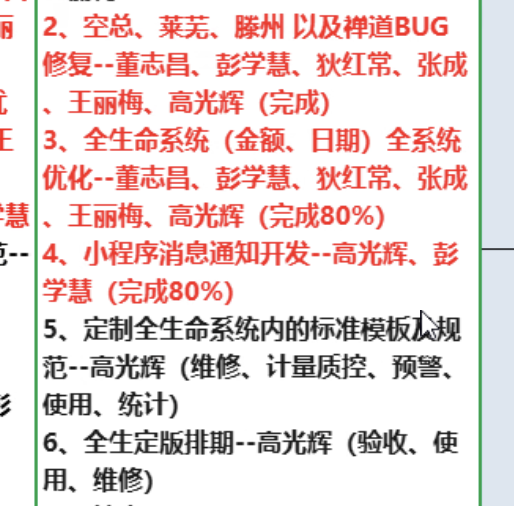 丽
2、空总、莱芜、滕州 以及禅道BUG
修复--董志昌、彭学慧、狄红常、张成
、王丽梅、高光辉（完成）
3、全生命系统（金额、日期）全系统
优化--董志昌、彭学慧、狄红常、张成
学慧
、王丽梅、高光辉（完成80%）
范--
4、小程序消息通知开发--高光辉、彭
学慧（完成80%）
5、定制全生命系统内的标准模板及规
范--高光辉（维修、计量质控、预警、
使用、统计)
6、全生定版排期--高光辉（验收、使
用、维修)